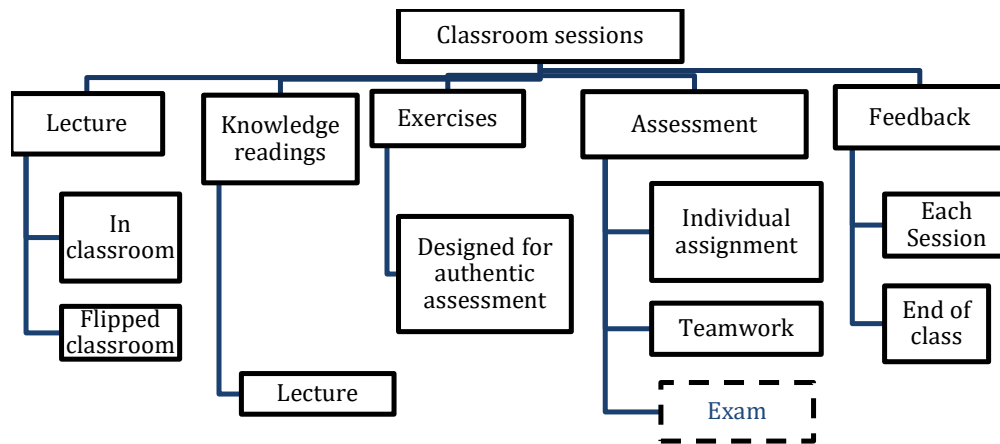 Classroom sessions
Lecture
Knowledge
readings
Exercises
Assessment
Feedback
In
classroom
Flipped
classroom
Lecture
Designed for
authentic
assessment
Individual
assignment
Teamwork
Exam
Each
Session
End of
class